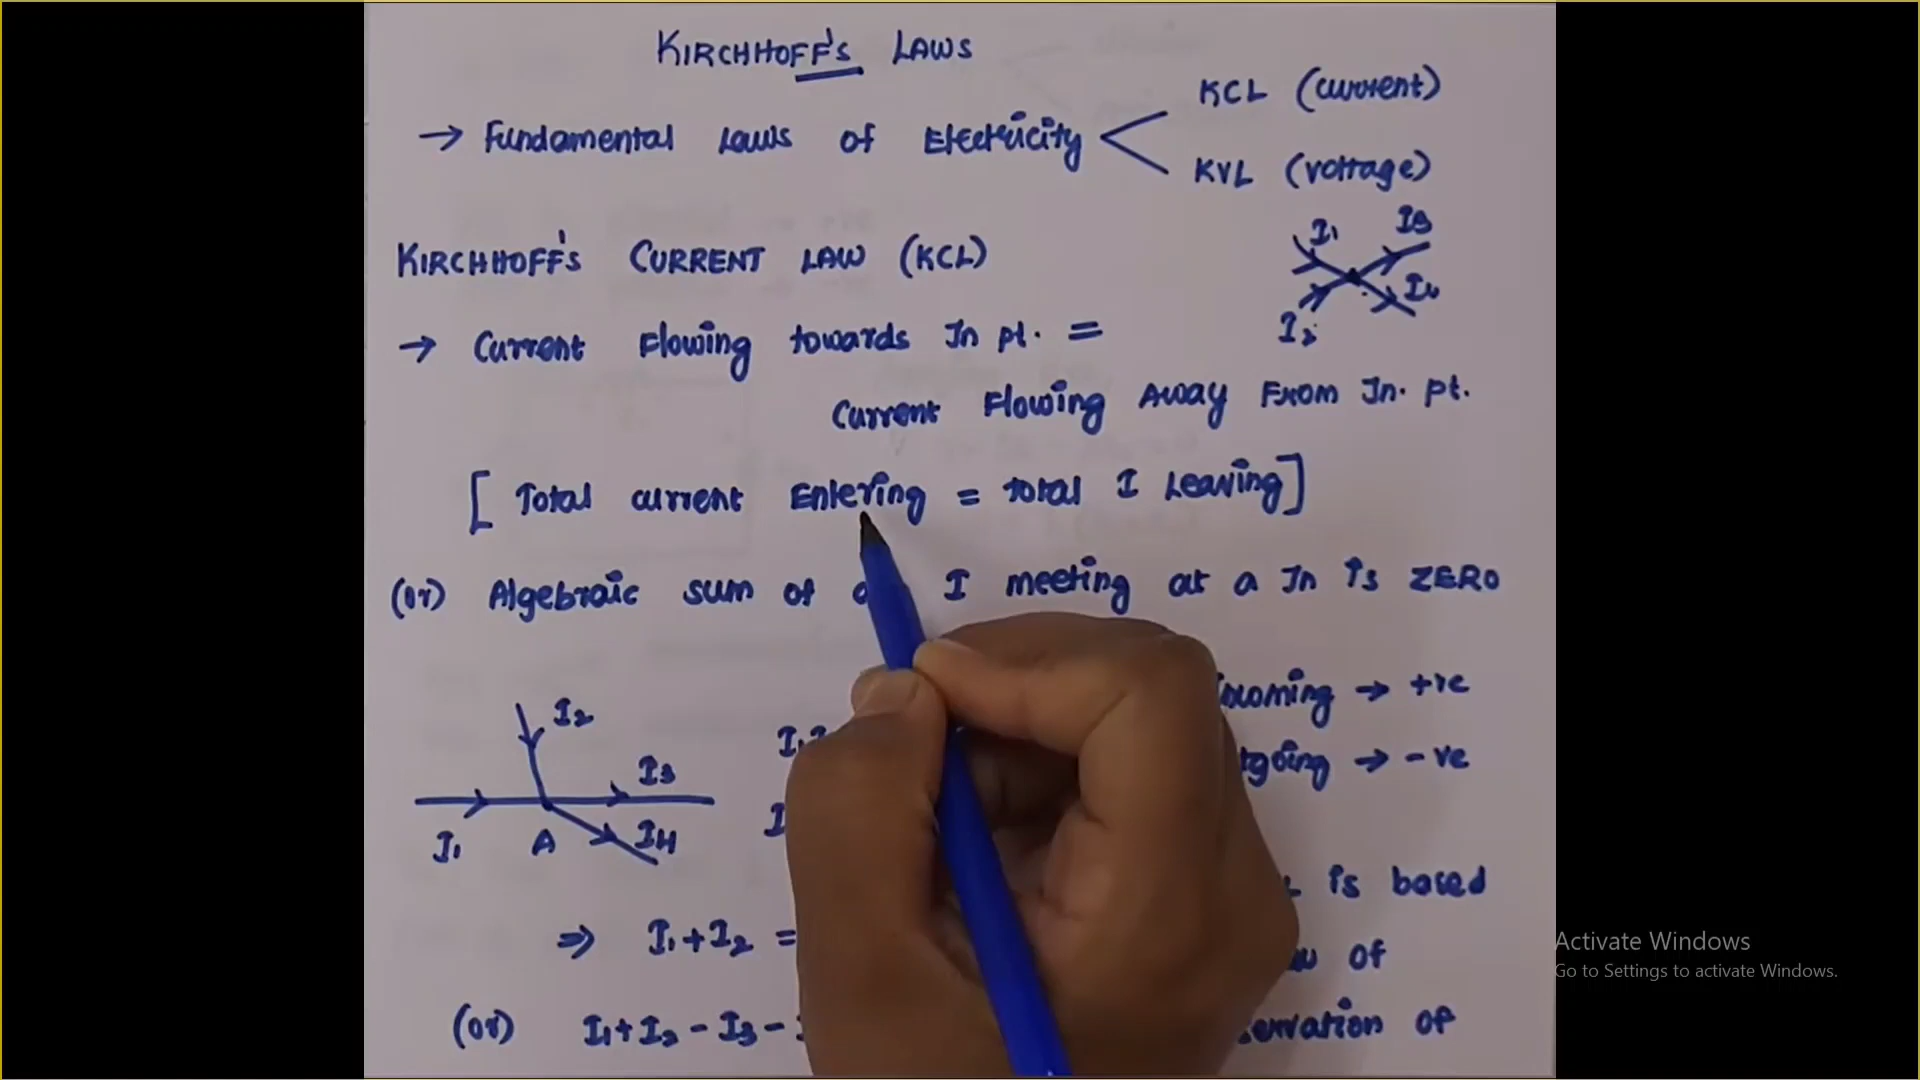 KIRCHHOFF's LAWS
→ Fundamental Laws of Electricity
KCL (current)
KVL (voltage)
KIRCHHOFF's CURRENT LAW (KCL)
I1 I3
I4
I2
→ Current Flowing towards Jn pt. =
Current Flowing Away From Jn. pt.
[ Total current Entering = total I Leaving]
(or) Algebraic sum of I meeting at a Jn is ZERO
→ +ve
→ -ve
I2
I3
I1 A I4
is based
⇒ I1 + I2 =
of
(or) I1 + I2 - I3 -
of
Activate Windows
Go to Settings to activate Windows.